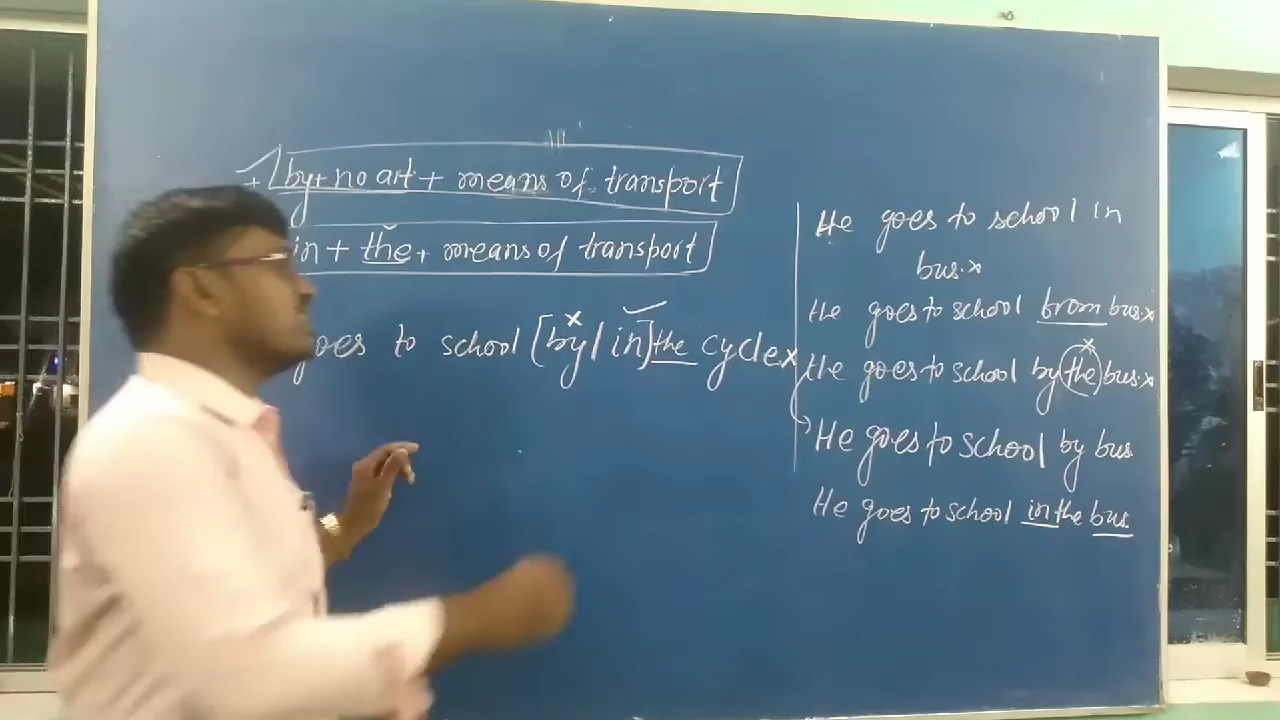 by + no art + means of transport
in + the + means of transport
goes to school [by / in] the cycle x
He goes to school in
bus. x
He goes to school from bus. x
He goes to school by the bus. x
He goes to school by bus
He goes to school in the bus.